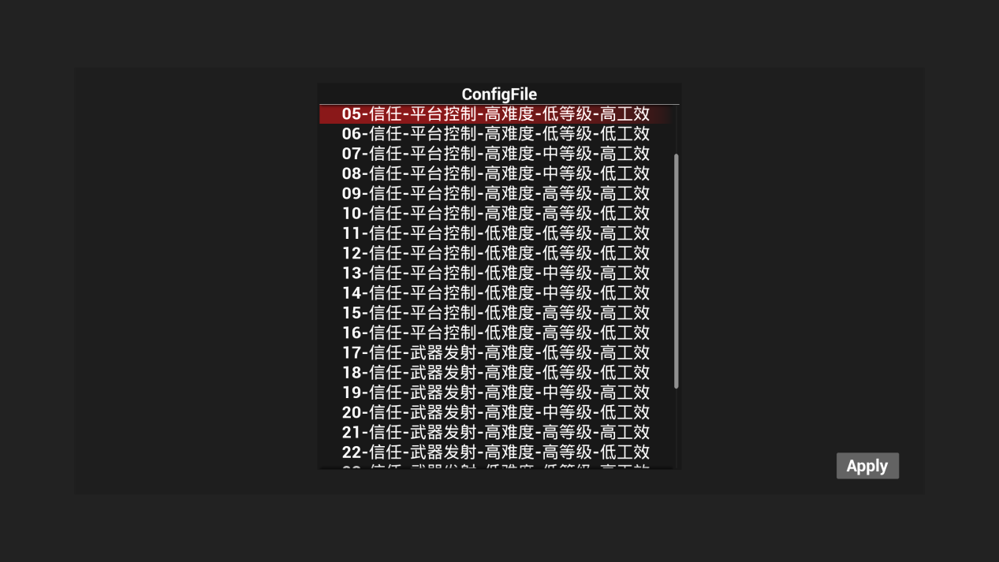 ConfigFile
05-信任-平台控制-高难度-低等级-高工效
06-信任-平台控制-高难度-低等级-低工效
07-信任-平台控制-高难度-中等级-高工效
08-信任-平台控制-高难度-中等级-低工效
09-信任-平台控制-高难度-高等级-高工效
10-信任-平台控制-高难度-高等级-低工效
11-信任-平台控制-低难度-低等级-高工效
12-信任-平台控制-低难度-低等级-低工效
13-信任-平台控制-低难度-中等级-高工效
14-信任-平台控制-低难度-中等级-低工效
15-信任-平台控制-低难度-高等级-高工效
16-信任-平台控制-低难度-高等级-低工效
17-信任-武器发射-高难度-低等级-高工效
18-信任-武器发射-高难度-低等级-低工效
19-信任-武器发射-高难度-中等级-高工效
20-信任-武器发射-高难度-中等级-低工效
21-信任-武器发射-高难度-高等级-高工效
22-信任-武器发射-高难度-高等级-低工效
Apply